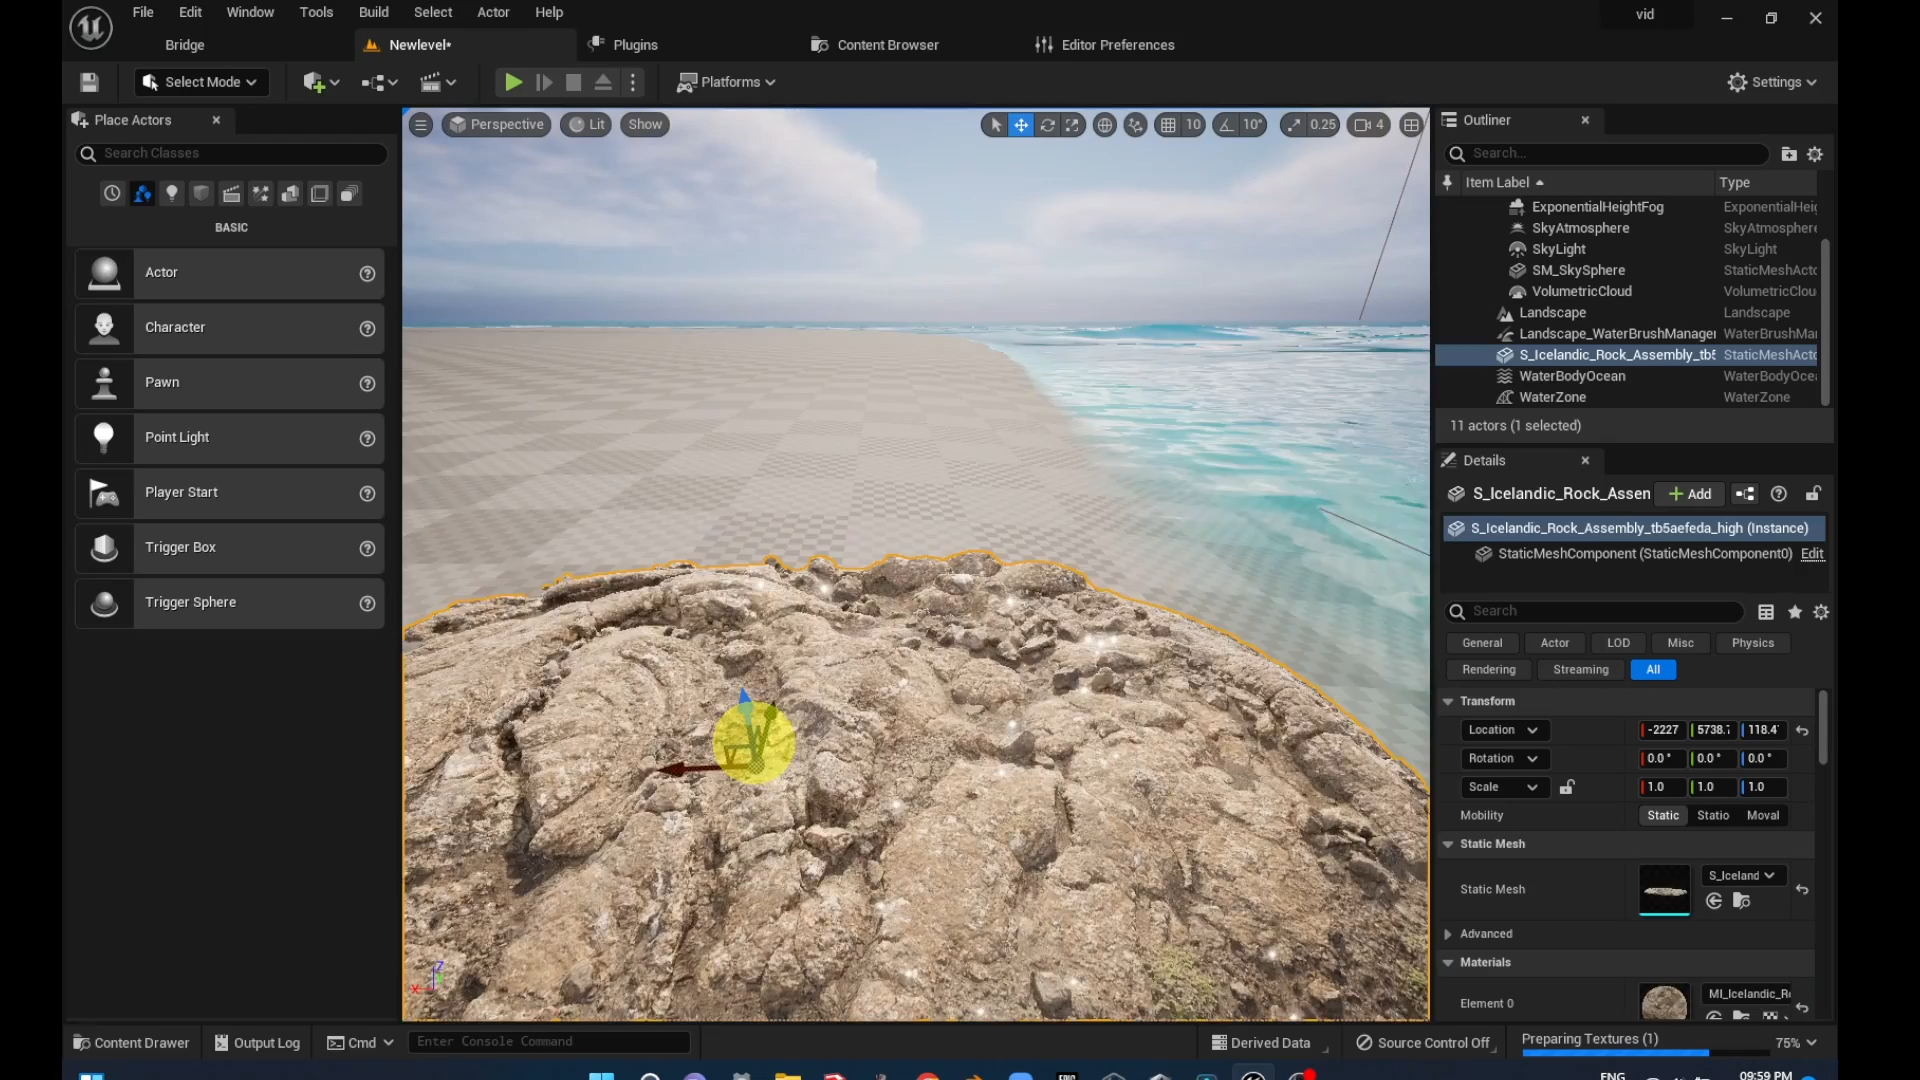 File Edit Window Tools Build Select Actor Help
vid
Bridge
Newlevel*
Plugins
Content Browser
Editor Preferences
Select Mode
Platforms
Settings
Place Actors
Search Classes
BASIC
Actor
Character
Pawn
Point Light
Player Start
Trigger Box
Trigger Sphere
Perspective
Lit
Show
10
10°
0.25
4
Outliner
Search...
Item Label
Type
ExponentialHeightFog
ExponentialHeig
SkyAtmosphere
SkyAtmosphere
SkyLight
SkyLight
SM_SkySphere
StaticMeshActo
VolumetricCloud
VolumetricClou
Landscape
Landscape
Landscape_WaterBrushManager
WaterBrushMan
S_Icelandic_Rock_Assembly_tb5
StaticMeshActo
WaterBodyOcean
WaterBodyOcea
WaterZone
WaterZone
11 actors (1 selected)
Details
S_Icelandic_Rock_Assen
Add
S_Icelandic_Rock_Assembly_tb5aefeda_high (Instance)
StaticMeshComponent (StaticMeshComponent0)
Edit
Search
General Actor LOD Misc Physics
Rendering Streaming All
Transform
Location
-2227 5738. 118.4
Rotation
0.0° 0.0° 0.0°
Scale
1.0 1.0 1.0
Mobility
Static Statio Moval
Static Mesh
Static Mesh
S_Iceland
Advanced
Materials
Element 0
MI_Icelandic_R
W
Z
X
Content Drawer
Output Log
Cmd
Enter Console Command
Derived Data
Source Control Off
Preparing Textures (1)
75%
EPIC
ENG
09:59 PM